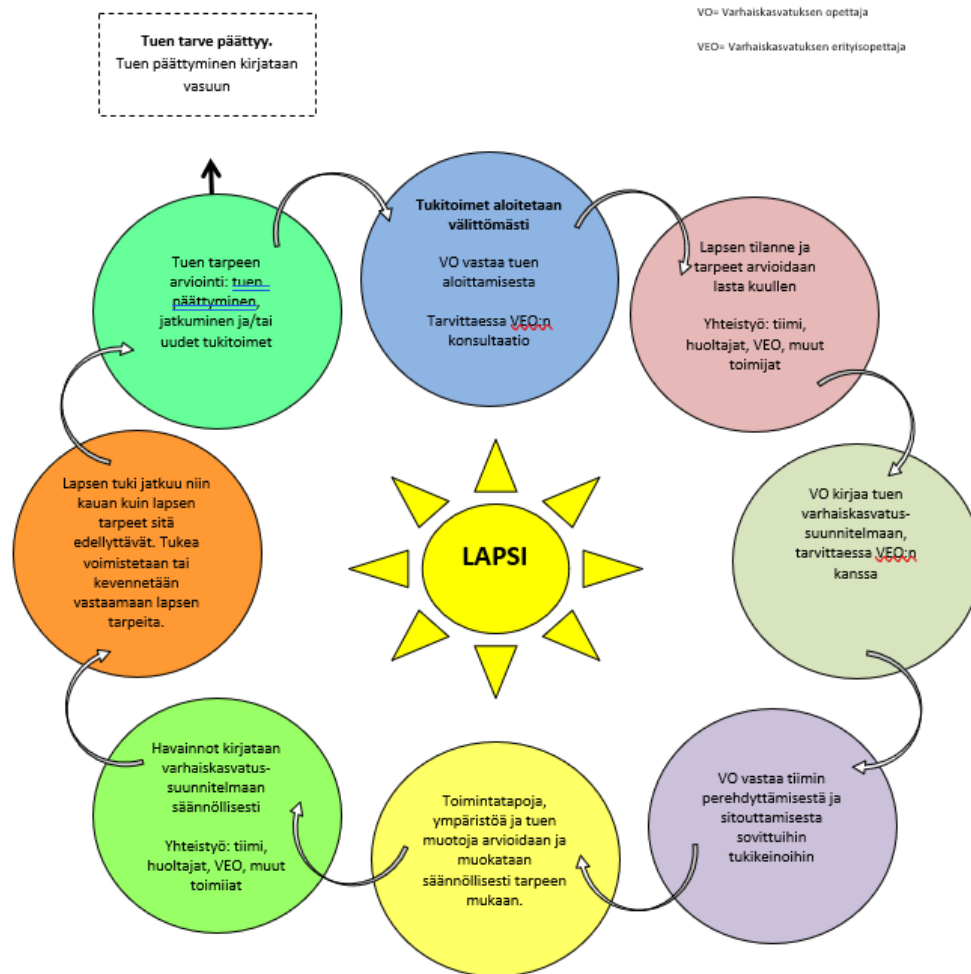 VO= Varhaiskasvatuksen opettaja
VEO= Varhaiskasvatuksen erityisopettaja
Tuen tarve päättyy.
Tuen päättyminen kirjataan
vasuun
Tukitoimet aloitetaan
välittömästi
VO vastaa tuen
aloittamisesta
Tarvittaessa VEO:n
konsultaatio
Lapsen tilanne ja
tarpeet arvioidaan
lasta kuullen
Yhteistyö: tiimi,
huoltajat, VEO, muut
toimijat
VO kirjaa tuen
varhaiskasvatus-
suunnitelmaan,
tarvittaessa VEO:n
kanssa
VO vastaa tiimin
perehdyttämisestä ja
sitouttamisesta
sovittuihin
tukikeinoihin
Toimintatapoja,
ympäristöä ja tuen
muotoja arvioidaan ja
muokataan
säännöllisesti tarpeen
mukaan.
Havainnot kirjataan
varhaiskasvatus-
suunnitelmaan
säännöllisesti
Yhteistyö: tiimi,
huoltajat, VEO, muut
toimijat
Lapsen tuki jatkuu niin
kauan kuin lapsen
tarpeet sitä
edellyttävät. Tukea
voimistetaan tai
kevennetään
vastaamaan lapsen
tarpeita.
Tuen tarpeen
arviointi: tuen
päättyminen,
jatkuminen ja/tai
uudet tukitoimet
LAPSI